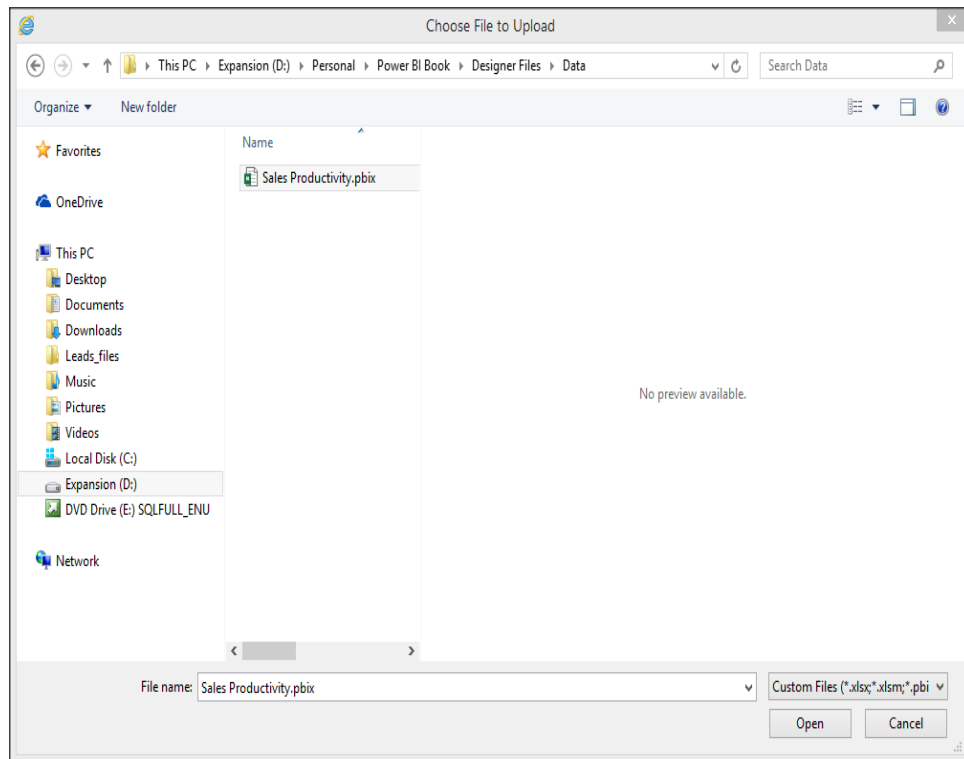 Choose File to Upload
x
This PC Expansion (D:) Personal Power BI Book Designer Files Data
Search Data
Organize New folder
Name
Favorites
Sales Productivity.pbix
OneDrive
This PC
Desktop
Documents
Downloads
Leads_files
Music
No preview available.
Pictures
Videos
Local Disk (C:)
Expansion (D:)
DVD Drive (E:) SQLFULL_ENU
Network
File name: Sales Productivity.pbix Custom Files (*.xlsx;*.xlsm;*.pbi
Open Cancel